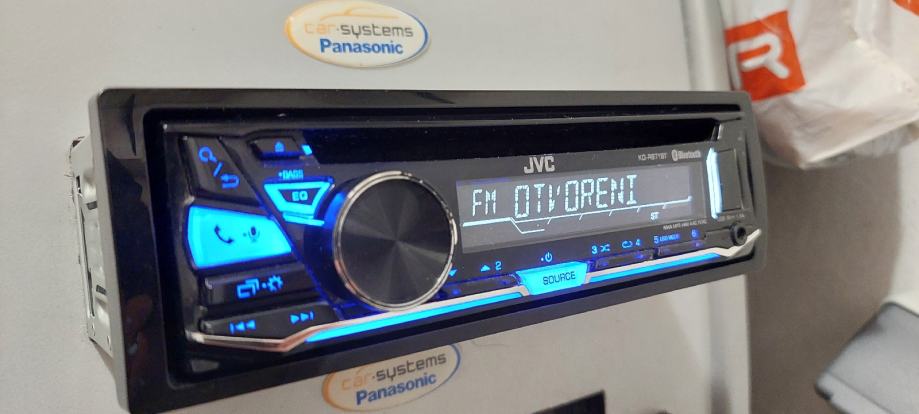 car·systems
Panasonic
R
JVC
KD-R871BT Bluetooth
+BASS
EQ
FM OTVORENI
ST
2
3
4
5
6
SOURCE
car·systems
Panasonic